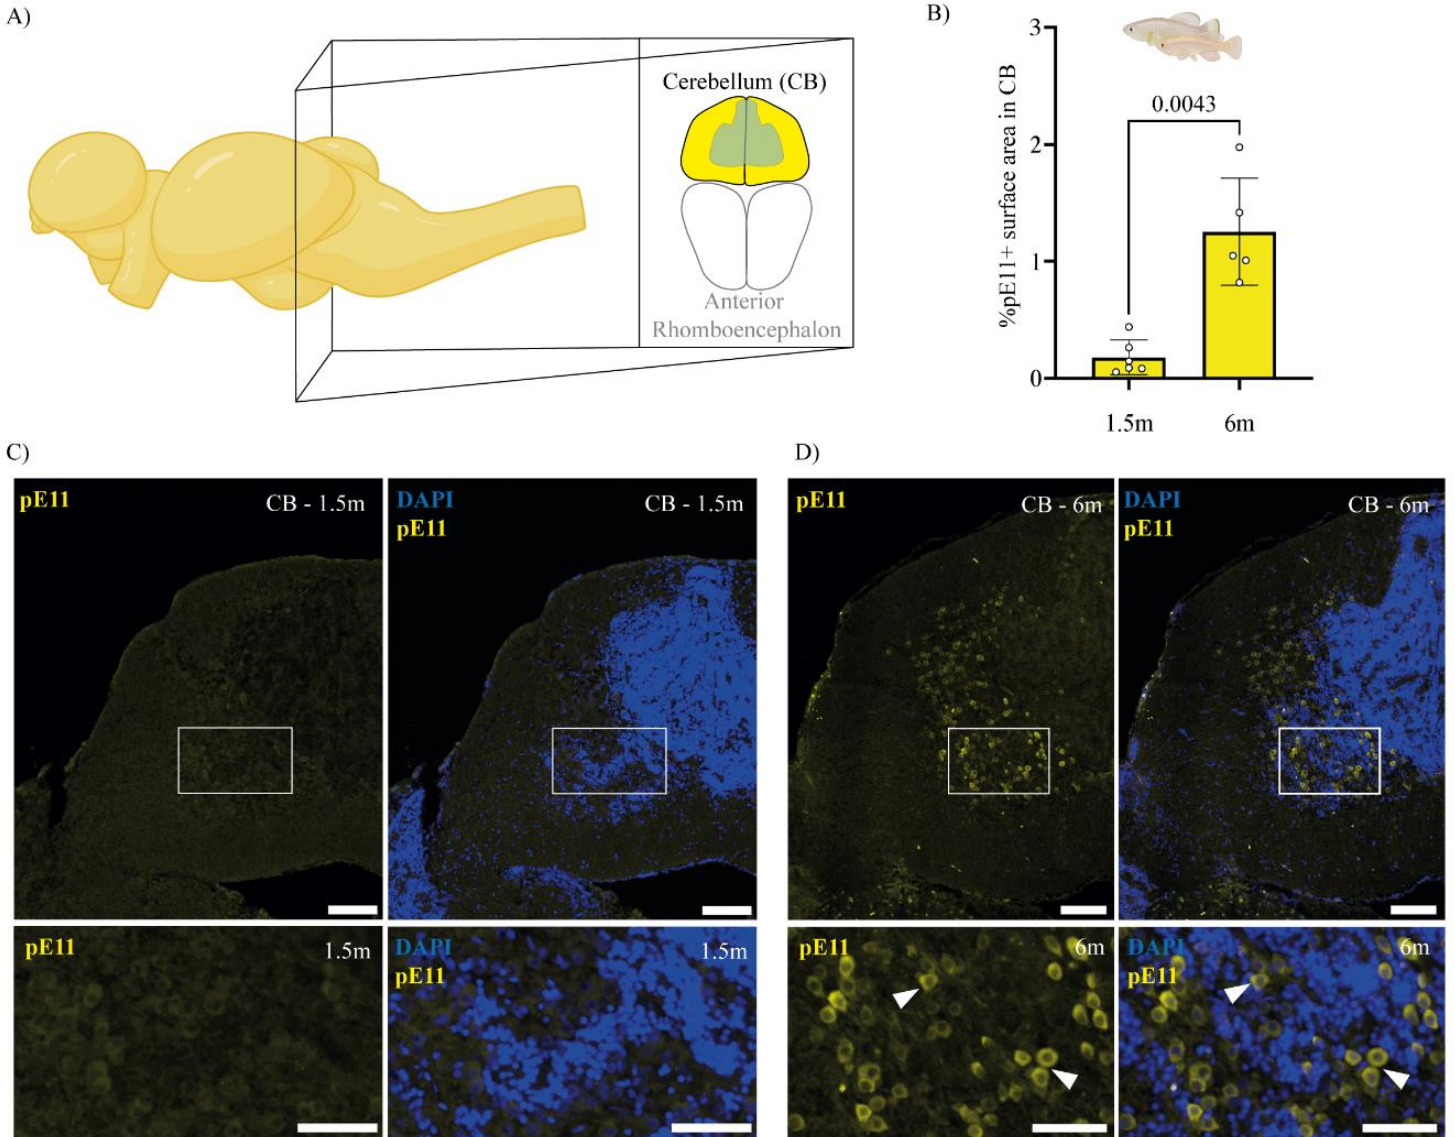 A)
Cerebellum (CB)
Anterior
Rhomboencephalon
B)
%pE11+ surface area in CB
3
2
1
0
0.0043
1.5m
6m
C)
pE11
CB - 1.5m
DAPI
pE11
CB - 1.5m
pE11
1.5m
DAPI
pE11
1.5m
D)
pE11
CB - 6m
DAPI
pE11
CB - 6m
pE11
6m
DAPI
pE11
6m